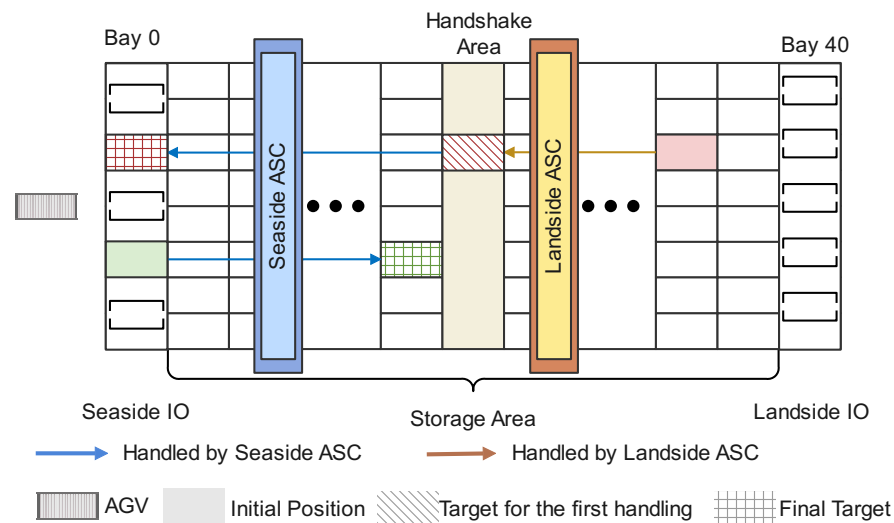 Handshake
Area
Bay 0
Bay 40
Seaside ASC
Landside ASC
Seaside IO
Storage Area
Landside IO
Handled by Seaside ASC
Handled by Landside ASC
AGV
Initial Position
Target for the first handling
Final Target